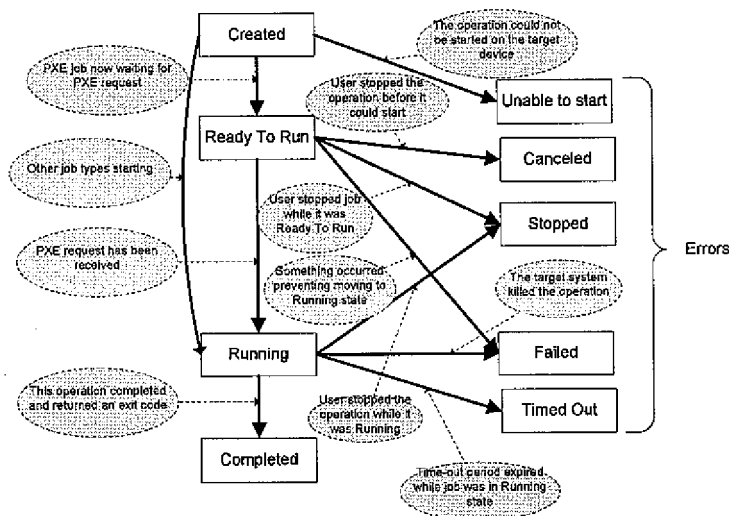 Created
The operation could not
be started on the target
device
PXE job now waiting for
PXE request
User stopped the
operation before it
could start
Unable to start
Ready To Run
Canceled
Other job types starting
User stopped job
while it was
Ready To Run
Stopped
Errors
PXE request has been
received
Something occurred
preventing moving to
Running state
The target system
killed the operation
Running
Failed
This operation completed
and returned an exit code
User stopped the
operation while it
was Running
Timed Out
Completed
Time-out period expired
while job was in Running
state